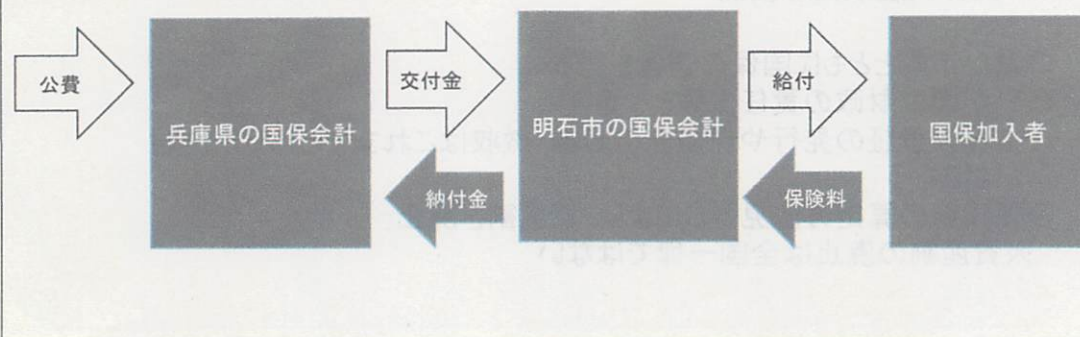 公費
兵庫県の国保会計
交付金
納付金
明石市の国保会計
給付
保険料
国保加入者